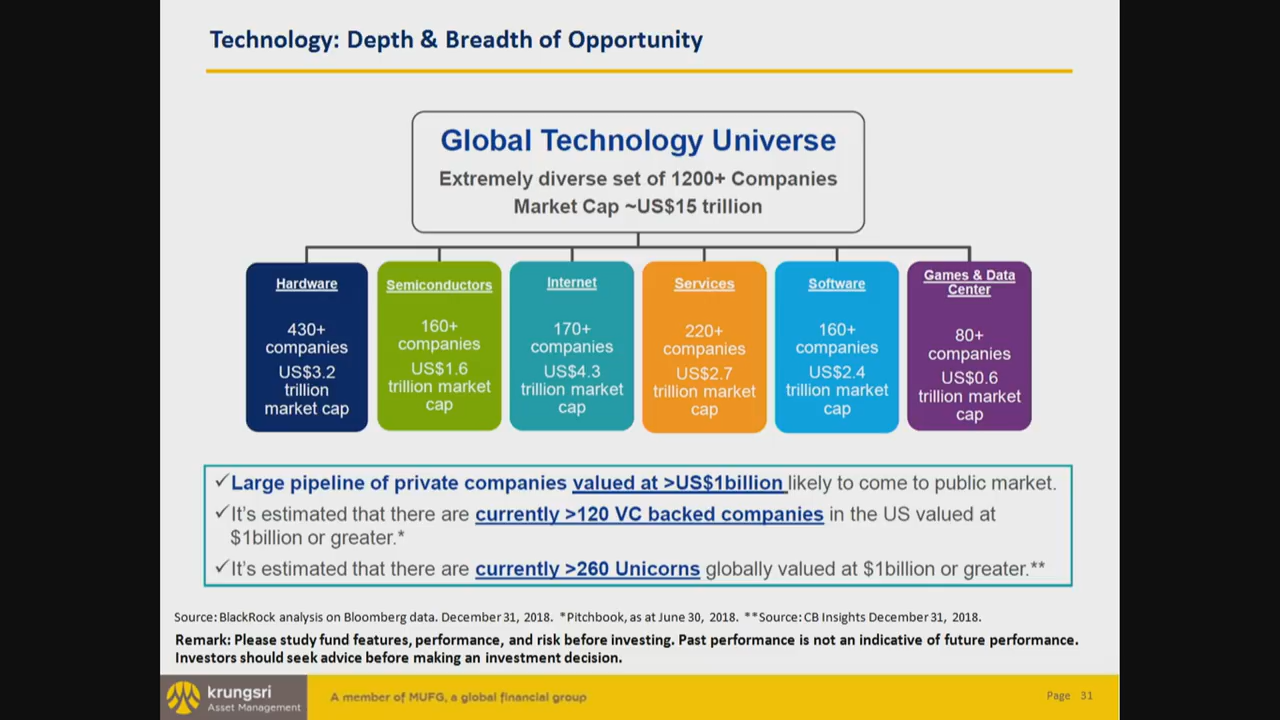 Technology: Depth & Breadth of Opportunity
Global Technology Universe
Extremely diverse set of 1200+ Companies
Market Cap ~US$15 trillion
Hardware
430+
companies
US$3.2
trillion
market cap
Semiconductors
160+
companies
US$1.6
trillion market
cap
Internet
170+
companies
US$4.3
trillion market
cap
Services
220+
companies
US$2.7
trillion market
cap
Software
160+
companies
US$2.4
trillion market
cap
Games & Data
Center
80+
companies
US$0.6
trillion market
cap
✓Large pipeline of private companies valued at >US$1billion likely to come to public market.
✓It's estimated that there are currently >120 VC backed companies in the US valued at
$1billion or greater.*
✓It's estimated that there are currently >260 Unicorns globally valued at $1billion or greater.**
Source: BlackRock analysis on Bloomberg data. December 31, 2018. *Pitchbook, as at June 30, 2018. **Source: CB Insights December 31, 2018.
Remark: Please study fund features, performance, and risk before investing. Past performance is not an indicative of future performance.
Investors should seek advice before making an investment decision.
krungsri
Asset Management
A member of MUFG, a global financial group
Page 31